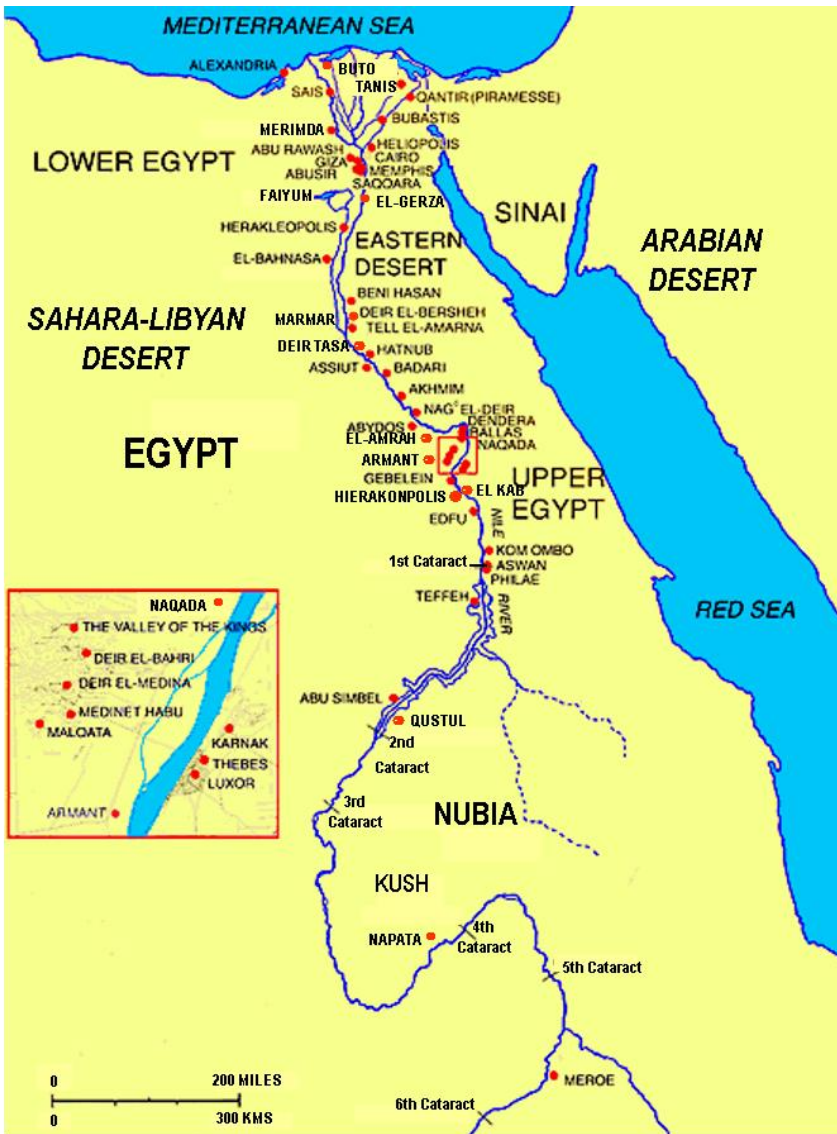 MEDITERRANEAN SEA
ALEXANDRIA
BUTO
TANIS
SAIS
QANTIR (PIRAMESSE)
BUBASTIS
MERIMDA
HELIOPOLIS
LOWER EGYPT
ABU RAWASH
CAIRO
GIZA
MEMPHIS
ABUSIR
SAQQARA
FAIYUM
EL-GERZA
SINAI
HERAKLEOPOLIS
EASTERN
DESERT
ARABIAN
DESERT
EL-BAHNASA
BENI HASAN
SAHARA-LIBYAN
DESERT
DEIR EL-BERSHEH
MARMAR
TELL EL-AMARNA
DEIR TASA
HATNUB
ASSIUT
BADARI
AKHMIM
NAG' EL-DEIR
ABYDOS
DENDERA
BALLAS
EL-AMRAH
NAQADA
EGYPT
ARMANT
GEBELEIN
UPPER
EGYPT
EL KAB
HIERAKONPOLIS
EDFU
NILE
RIVER
KOM OMBO
1st Cataract
ASWAN
PHILAE
TEFFEH
RED SEA
NAQADA
THE VALLEY OF THE KINGS
DEIR EL-BAHRI
DEIR EL-MEDINA
MEDINET HABU
MALQATA
KARNAK
THEBES
LUXOR
ARMANT
ABU SIMBEL
QUSTUL
2nd
Cataract
3rd
Cataract
NUBIA
KUSH
NAPATA
4th
Cataract
5th Cataract
MEROE
6th Cataract
0 200 MILES
0 300 KMS